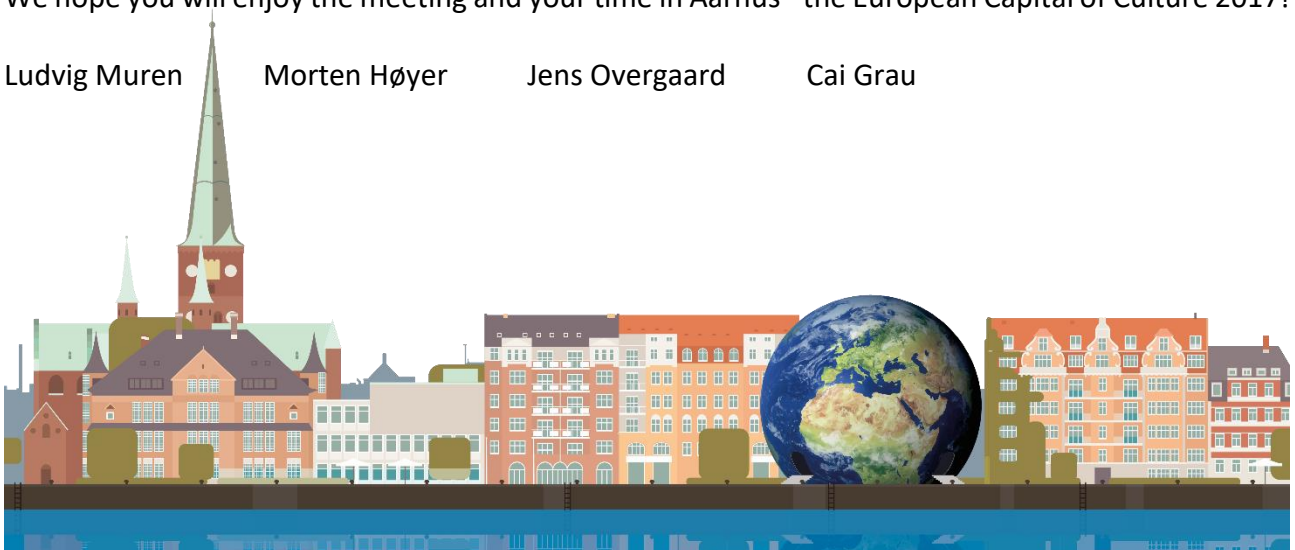 We hope you will enjoy the meeting and your time in Aarhus - the European Capital of Culture 2017!
Ludvig Muren Morten Høyer Jens Overgaard Cai Grau